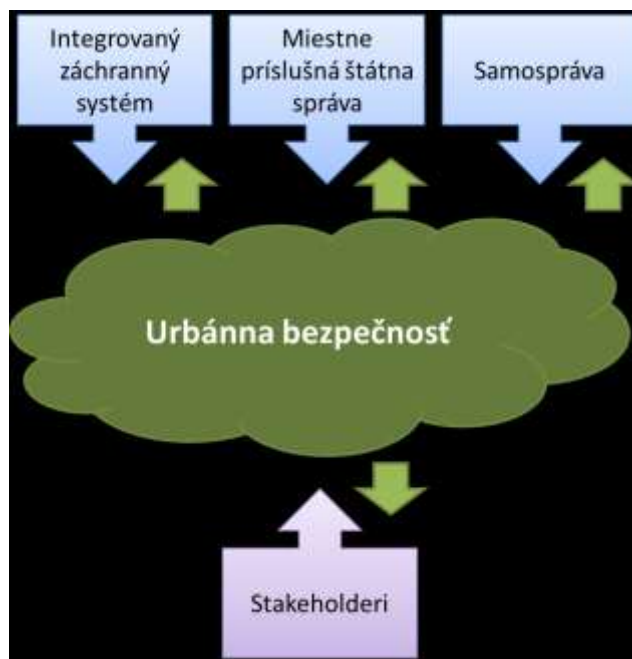 Integrovaný
záchranný
systém
Miestne
príslušná štátna
správa
Samospráva
Urbánna bezpečnosť
Stakeholderi